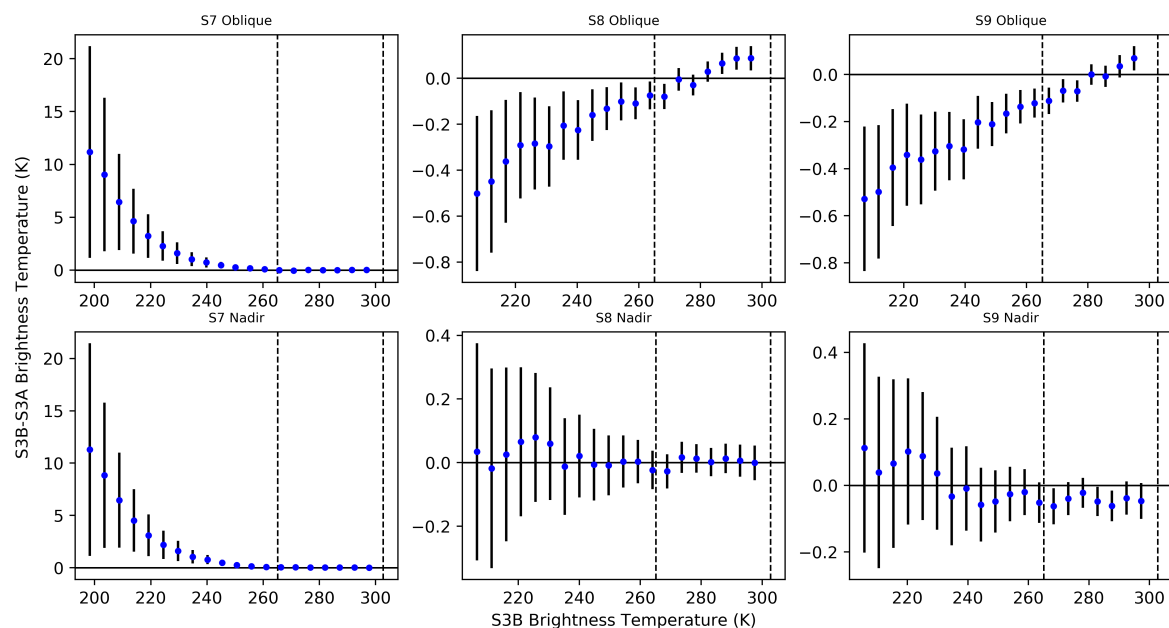 S7 Oblique
S8 Oblique
S9 Oblique
20
15
10
5
0
200 220 240 260 280 300
0.0
−0.2
−0.4
−0.6
−0.8
220 240 260 280 300
0.0
−0.2
−0.4
−0.6
−0.8
220 240 260 280 300
S7 Nadir
S8 Nadir
S9 Nadir
20
15
10
5
0
200 220 240 260 280 300
0.4
0.2
0.0
−0.2
220 240 260 280 300
0.4
0.2
0.0
−0.2
220 240 260 280 300
S3B-S3A Brightness Temperature (K)
S3B Brightness Temperature (K)